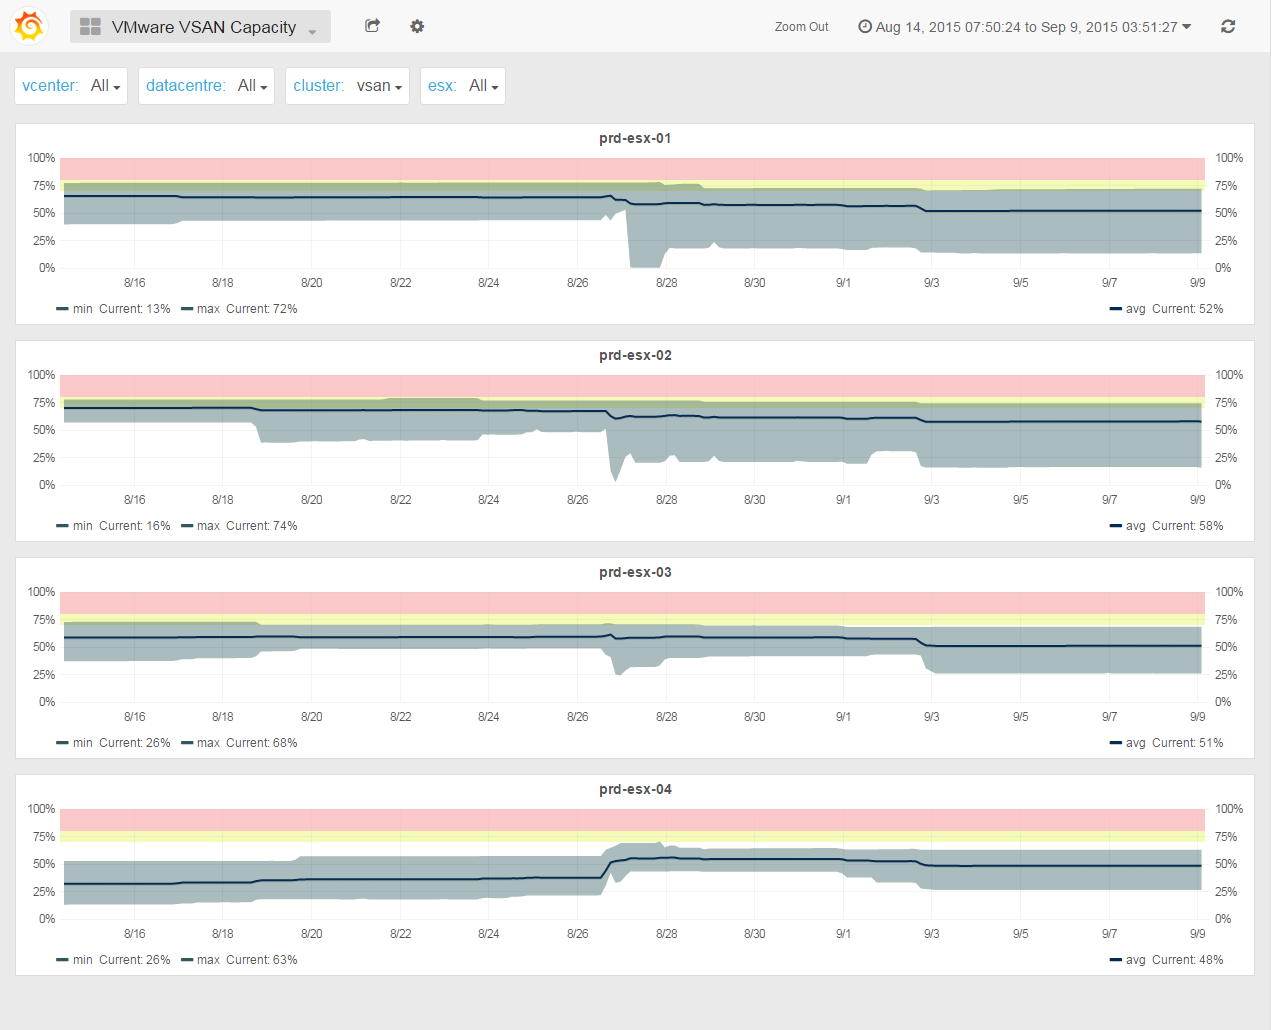 VMware VSAN Capacity Zoom Out Aug 14, 2015 07:50:24 to Sep 9, 2015 03:51:27
vcenter: All datacentre: All cluster: vsan esx: All
prd-esx-01
100% 100%
75% 75%
50% 50%
25% 25%
0% 0%
8/16 8/18 8/20 8/22 8/24 8/26 8/28 8/30 9/1 9/3 9/5 9/7 9/9
min Current: 13% max Current: 72% avg Current: 52%
prd-esx-02
100% 100%
75% 75%
50% 50%
25% 25%
0% 0%
8/16 8/18 8/20 8/22 8/24 8/26 8/28 8/30 9/1 9/3 9/5 9/7 9/9
min Current: 16% max Current: 74% avg Current: 58%
prd-esx-03
100% 100%
75% 75%
50% 50%
25% 25%
0% 0%
8/16 8/18 8/20 8/22 8/24 8/26 8/28 8/30 9/1 9/3 9/5 9/7 9/9
min Current: 26% max Current: 68% avg Current: 51%
prd-esx-04
100% 100%
75% 75%
50% 50%
25% 25%
0% 0%
8/16 8/18 8/20 8/22 8/24 8/26 8/28 8/30 9/1 9/3 9/5 9/7 9/9
min Current: 26% max Current: 63% avg Current: 48%